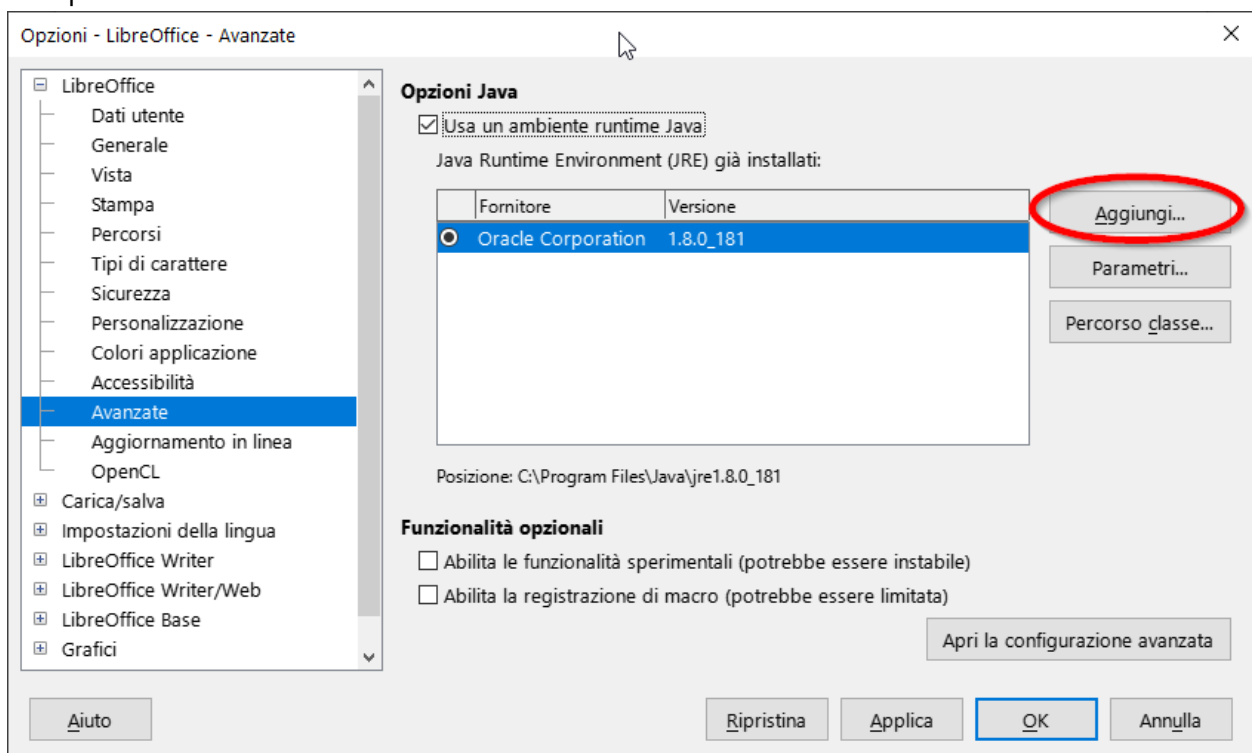 Opzioni - LibreOffice - Avanzate
LibreOffice
Dati utente
Generale
Vista
Stampa
Percorsi
Tipi di carattere
Sicurezza
Personalizzazione
Colori applicazione
Accessibilità
Avanzate
Aggiornamento in linea
OpenCL
Carica/salva
Impostazioni della lingua
LibreOffice Writer
LibreOffice Writer/Web
LibreOffice Base
Grafici
Opzioni Java
Usa un ambiente runtime Java
Java Runtime Environment (JRE) già installati:
Fornitore Versione
Oracle Corporation 1.8.0_181
Aggiungi...
Parametri...
Percorso classe...
Posizione: C:\Program Files\Java\jre1.8.0_181
Funzionalità opzionali
Abilita le funzionalità sperimentali (potrebbe essere instabile)
Abilita la registrazione di macro (potrebbe essere limitata)
Apri la configurazione avanzata
Aiuto Ripristina Applica OK Annulla